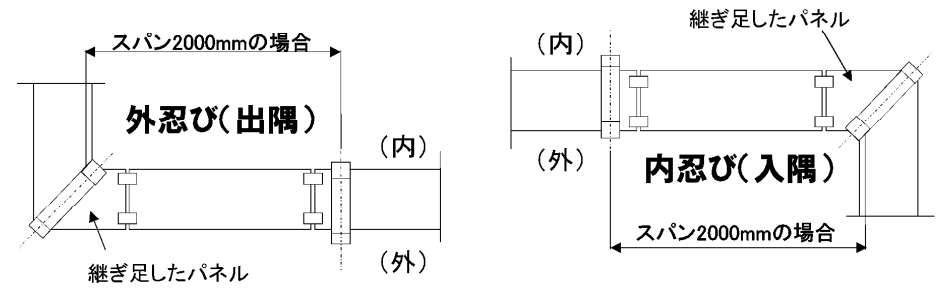 スパン2000mmの場合
外忍び(出隅)
(内)
(外)
継ぎ足したパネル
継ぎ足したパネル
(内)
(外)
内忍び(入隅)
スパン2000mmの場合